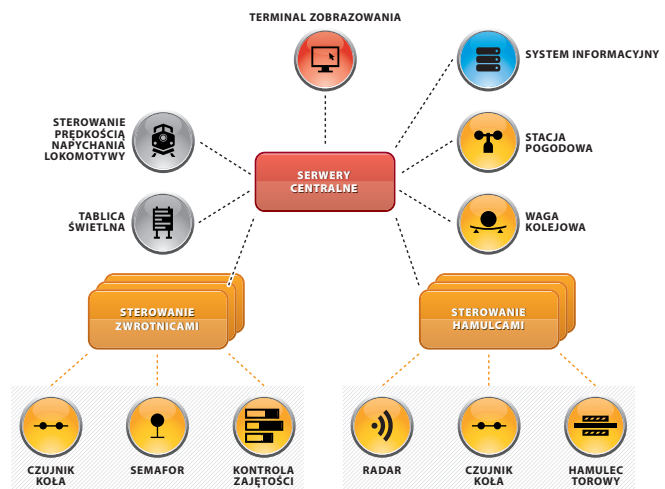 TERMINAL ZOBRAZOWANIA
SYSTEM INFORMACYJNY
STEROWANIE
PRĘDKOŚCIĄ
NAPYCHANIA
LOKOMOTYWY
STACJA
POGODOWA
SERWERY
CENTRALNE
TABLICA
ŚWIETLNA
WAGA
KOLEJOWA
STEROWANIE
ZWROTNICAMI
STEROWANIE
HAMULCAMI
CZUJNIK
KOŁA
SEMAFOR
KONTROLA
ZAJĘTOŚCI
RADAR
CZUJNIK
KOŁA
HAMULEC
TOROWY